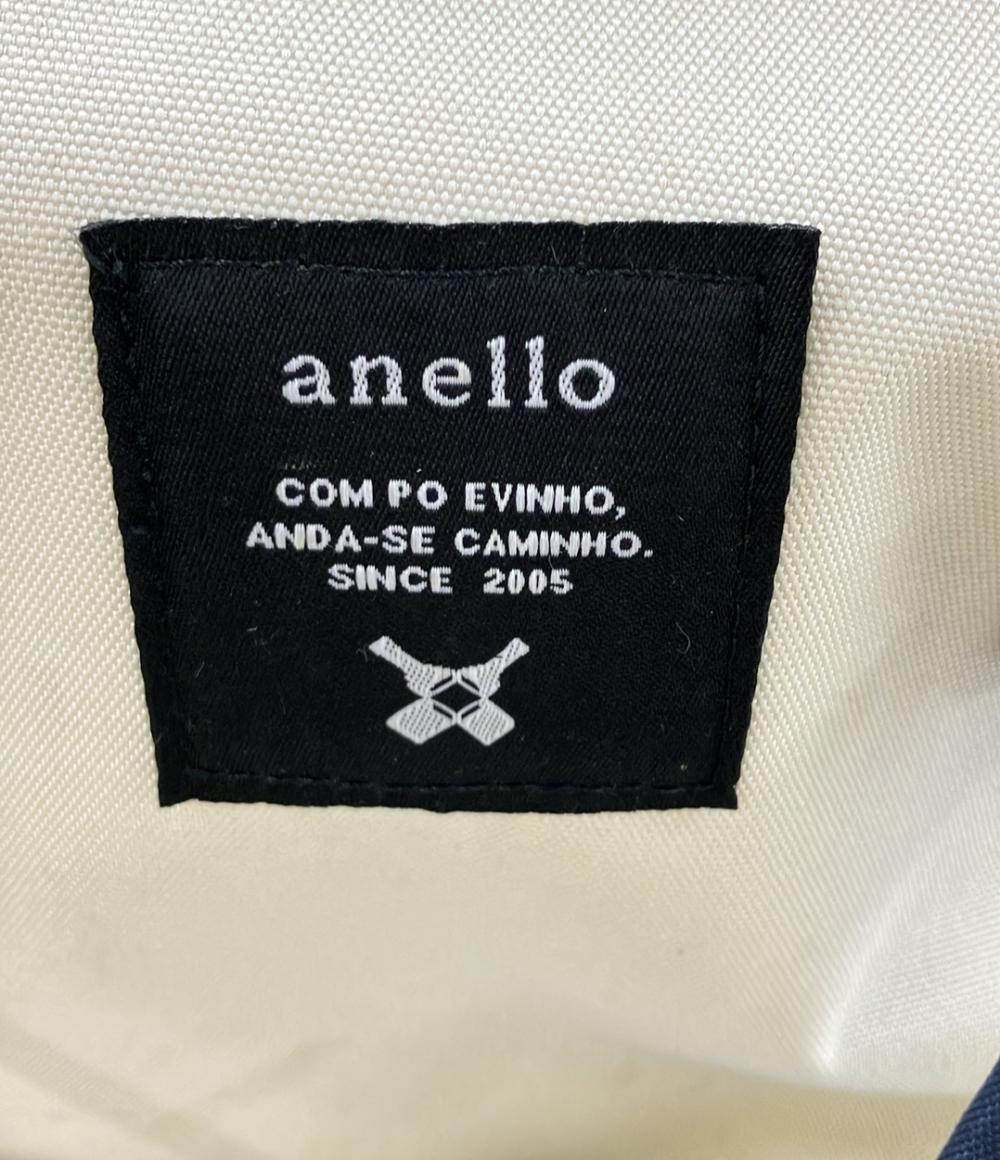 anello
COM PO EVINHO,
ANDA-SE CAMINHO.
SINCE 2005